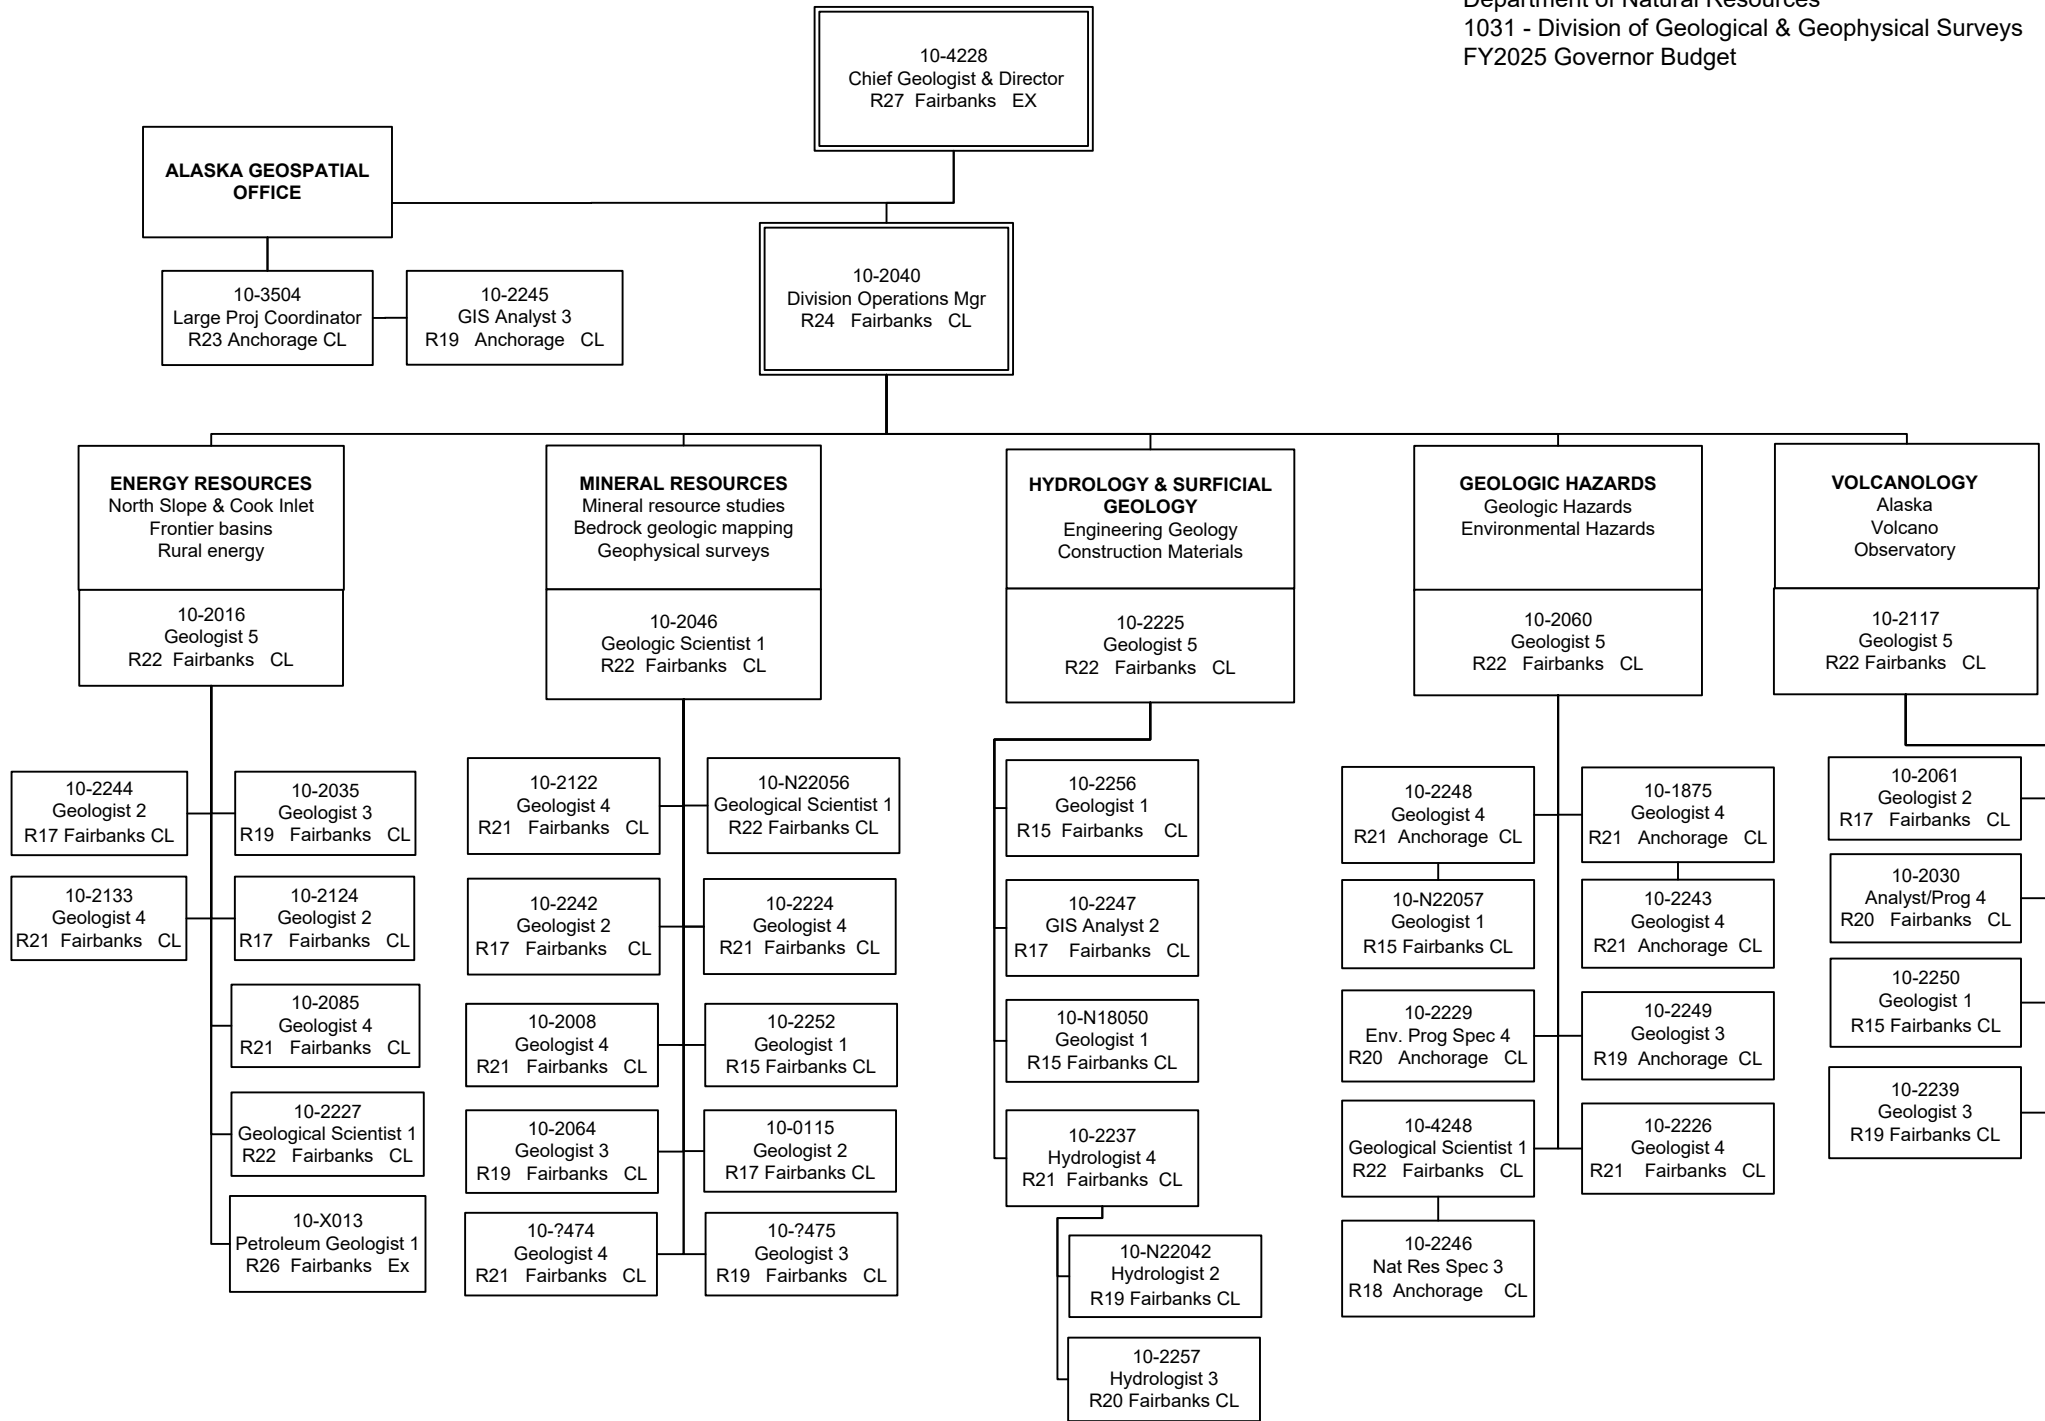 Department of Natural Resources
1031 - Division of Geological & Geophysical Surveys
FY2025 Governor Budget
10-4228
Chief Geologist & Director
R27 Fairbanks EX
ALASKA GEOSPATIAL
OFFICE
10-3504
Large Proj Coordinator
R23 Anchorage CL
10-2245
GIS Analyst 3
R19 Anchorage CL
10-2040
Division Operations Mgr
R24 Fairbanks CL
ENERGY RESOURCES
North Slope & Cook Inlet
Frontier basins
Rural energy
10-2016
Geologist 5
R22 Fairbanks CL
10-2244
Geologist 2
R17 Fairbanks CL
10-2035
Geologist 3
R19 Fairbanks CL
10-2133
Geologist 4
R21 Fairbanks CL
10-2124
Geologist 2
R17 Fairbanks CL
10-2085
Geologist 4
R21 Fairbanks CL
10-2227
Geological Scientist 1
R22 Fairbanks CL
10-X013
Petroleum Geologist 1
R26 Fairbanks Ex
MINERAL RESOURCES
Mineral resource studies
Bedrock geologic mapping
Geophysical surveys
10-2046
Geologic Scientist 1
R22 Fairbanks CL
10-2122
Geologist 4
R21 Fairbanks CL
10-N22056
Geological Scientist 1
R22 Fairbanks CL
10-2242
Geologist 2
R17 Fairbanks CL
10-2224
Geologist 4
R21 Fairbanks CL
10-2008
Geologist 4
R21 Fairbanks CL
10-2252
Geologist 1
R15 Fairbanks CL
10-2064
Geologist 3
R19 Fairbanks CL
10-0115
Geologist 2
R17 Fairbanks CL
10-?474
Geologist 4
R21 Fairbanks CL
10-?475
Geologist 3
R19 Fairbanks CL
HYDROLOGY & SURFICIAL
GEOLOGY
Engineering Geology
Construction Materials
10-2225
Geologist 5
R22 Fairbanks CL
10-2256
Geologist 1
R15 Fairbanks CL
10-2247
GIS Analyst 2
R17 Fairbanks CL
10-N18050
Geologist 1
R15 Fairbanks CL
10-2237
Hydrologist 4
R21 Fairbanks CL
10-N22042
Hydrologist 2
R19 Fairbanks CL
10-2257
Hydrologist 3
R20 Fairbanks CL
GEOLOGIC HAZARDS
Geologic Hazards
Environmental Hazards
10-2060
Geologist 5
R22 Fairbanks CL
10-2248
Geologist 4
R21 Anchorage CL
10-1875
Geologist 4
R21 Anchorage CL
10-N22057
Geologist 1
R15 Fairbanks CL
10-2243
Geologist 4
R21 Anchorage CL
10-2229
Env. Prog Spec 4
R20 Anchorage CL
10-2249
Geologist 3
R19 Anchorage CL
10-4248
Geological Scientist 1
R22 Fairbanks CL
10-2226
Geologist 4
R21 Fairbanks CL
10-2246
Nat Res Spec 3
R18 Anchorage CL
VOLCANOLOGY
Alaska
Volcano
Observatory
10-2117
Geologist 5
R22 Fairbanks CL
10-2061
Geologist 2
R17 Fairbanks CL
10-2030
Analyst/Prog 4
R20 Fairbanks CL
10-2250
Geologist 1
R15 Fairbanks CL
10-2239
Geologist 3
R19 Fairbanks CL